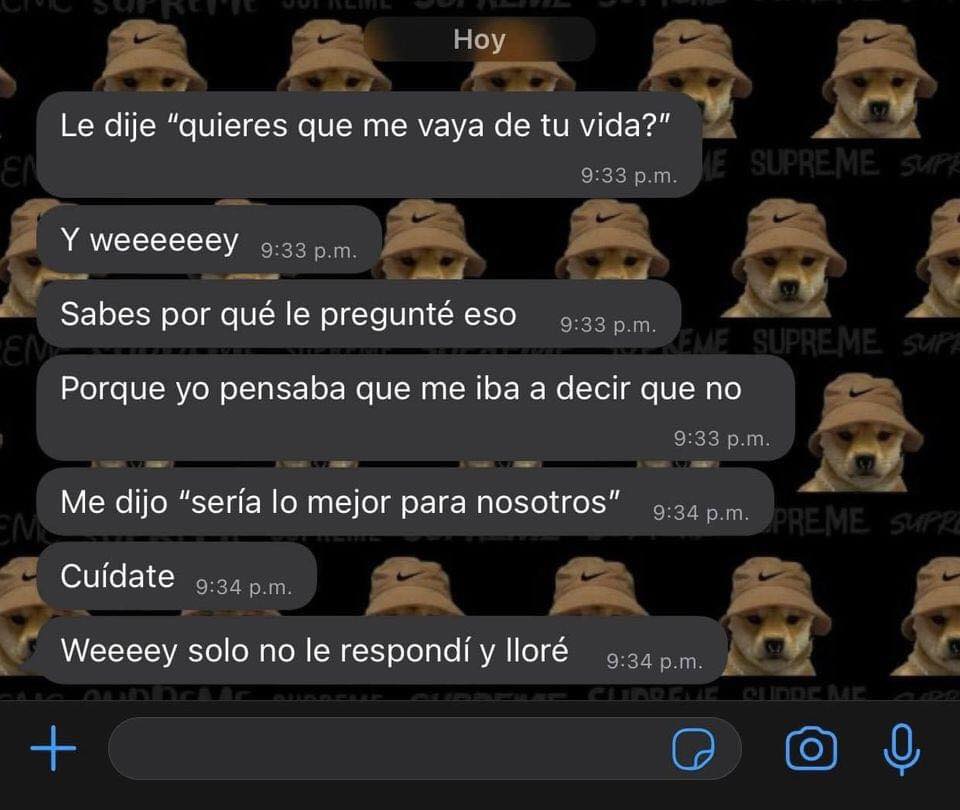 Hoy
Le dije “quieres que me vaya de tu vida?”
9:33 p.m.
Y weeeeeey 9:33 p.m.
Sabes por qué le pregunté eso 9:33 p.m.
Porque yo pensaba que me iba a decir que no
9:33 p.m.
Me dijo “sería lo mejor para nosotros” 9:34 p.m.
Cuídate 9:34 p.m.
Weeeey solo no le respondí y lloré 9:34 p.m.
SUPREME
SUPREME